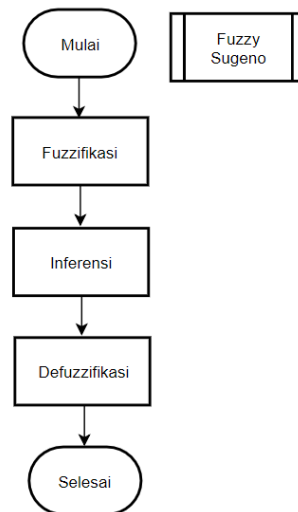 Mulai
Fuzzy
Sugeno
Fuzzifikasi
Inferensi
Defuzzifikasi
Selesai